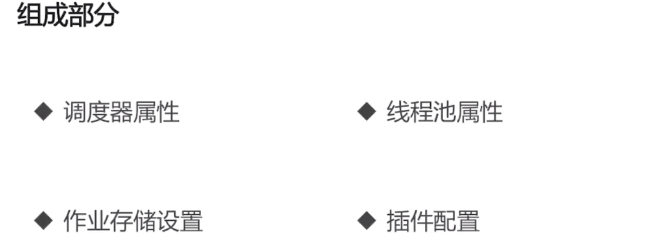 组成部分
◆ 调度器属性
◆ 线程池属性
◆ 作业存储设置
◆ 插件配置